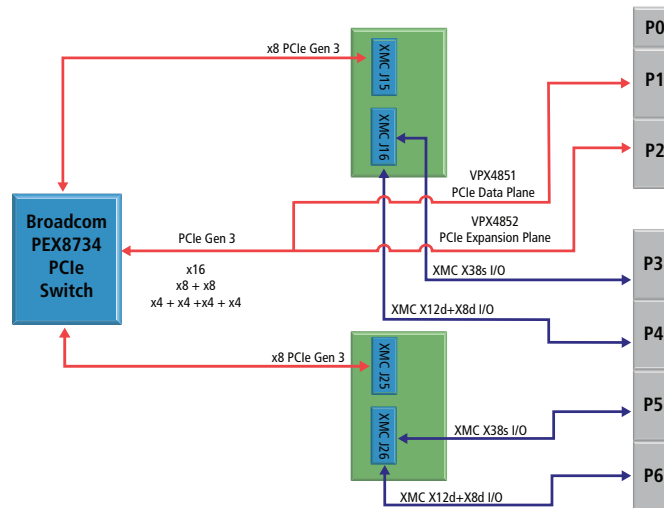 x8 PCIe Gen 3
XMC J15
XMC J16
P0
P1
P2
VPX4851
PCIe Data Plane
VPX4852
PCIe Expansion Plane
Broadcom
PEX8734
PCIe
Switch
PCIe Gen 3
x16
x8 + x8
x4 + x4 +x4 + x4
XMC X38s I/O
P3
XMC X12d+X8d I/O
P4
x8 PCIe Gen 3
XMC J25
XMC J26
XMC X38s I/O
P5
XMC X12d+X8d I/O
P6